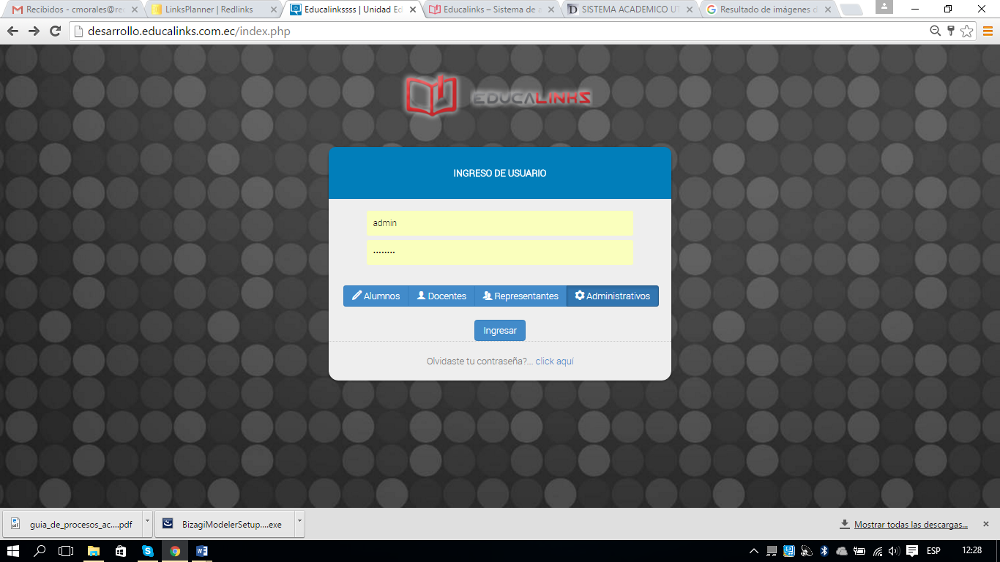 Recibidos - cmorales@re
LinksPlanner | Redlinks
Educalinkssss | Unidad Ed
Educalinks – Sistema de a
SISTEMA ACADEMICO UT
Resultado de imágenes d
desarrollo.educalinks.com.ec/index.php
EDUCALINKS
INGRESO DE USUARIO
admin
••••••••
Alumnos
Docentes
Representantes
Administrativos
Ingresar
Olvidaste tu contraseña?... click aquí
guia_de_procesos_ac....pdf
BizagiModelerSetup....exe
Mostrar todas las descargas...
ESP
12:28